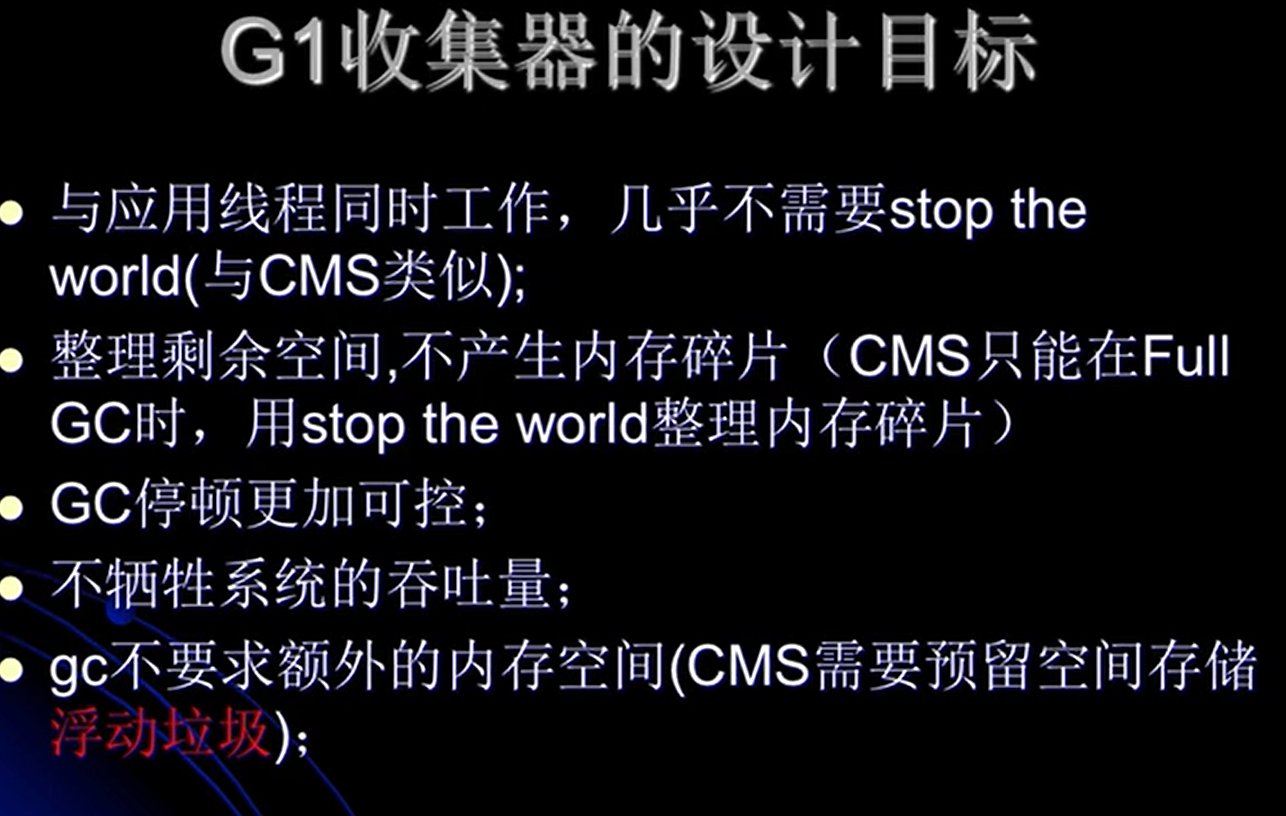 G1收集器的设计目标
与应用线程同时工作，几乎不需要stop the
world(与CMS类似);
整理剩余空间,不产生内存碎片（CMS只能在Full
GC时，用stop the world整理内存碎片）
GC停顿更加可控；
不牺牲系统的吞吐量；
gc不要求额外的内存空间(CMS需要预留空间存储
浮动垃圾)；